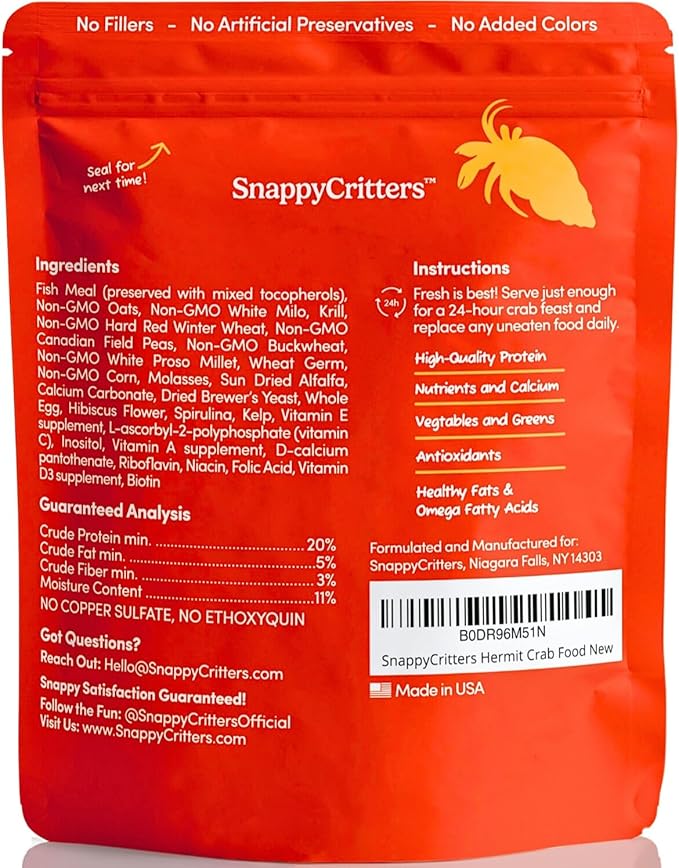 No Fillers - No Artificial Preservatives - No Added Colors
Seal for
next time!
SnappyCritters™
Ingredients
Fish Meal (preserved with mixed tocopherols),
Non-GMO Oats, Non-GMO White Milo, Krill,
Non-GMO Hard Red Winter Wheat, Non-GMO
Canadian Field Peas, Non-GMO Buckwheat,
Non-GMO White Proso Millet, Wheat Germ,
Non-GMO Corn, Molasses, Sun Dried Alfalfa,
Calcium Carbonate, Dried Brewer's Yeast, Whole
Egg, Hibiscus Flower, Spirulina, Kelp, Vitamin E
supplement, L-ascorbyl-2-polyphosphate (vitamin
C), Inositol, Vitamin A supplement, D-calcium
pantothenate, Riboflavin, Niacin, Folic Acid, Vitamin
D3 supplement, Biotin
Guaranteed Analysis
Crude Protein min. 20%
Crude Fat min. 5%
Crude Fiber min. 3%
Moisture Content 11%
NO COPPER SULFATE, NO ETHOXYQUIN
Got Questions?
Reach Out: Hello@SnappyCritters.com
Snappy Satisfaction Guaranteed!
Follow the Fun: @SnappyCrittersOfficial
Visit Us: www.SnappyCritters.com
Instructions
24h
Fresh is best! Serve just enough
for a 24-hour crab feast and
replace any uneaten food daily.
High-Quality Protein
Nutrients and Calcium
Vegtables and Greens
Antioxidants
Healthy Fats &
Omega Fatty Acids
Formulated and Manufactured for:
SnappyCritters, Niagara Falls, NY 14303
B0DR96M51N
SnappyCritters Hermit Crab Food New
Made in USA